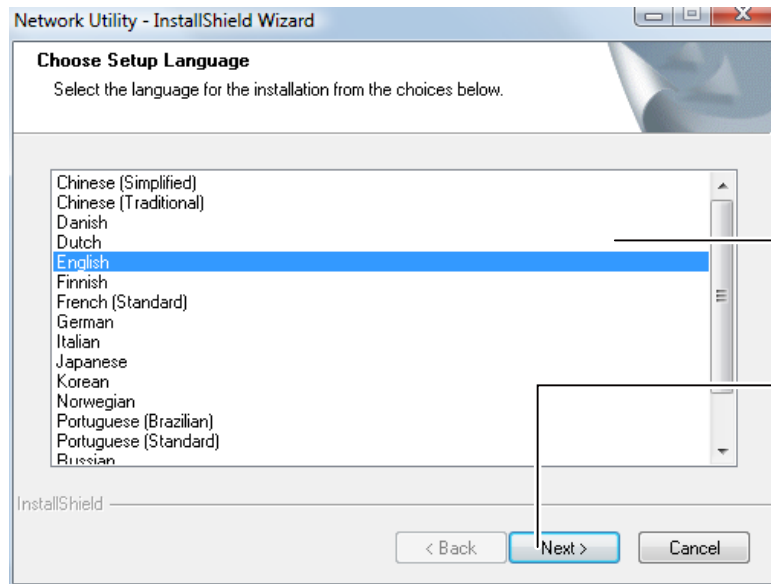 Network Utility - InstallShield Wizard
Choose Setup Language
Select the language for the installation from the choices below.
Chinese (Simplified)
Chinese (Traditional)
Danish
Dutch
English
Finnish
French (Standard)
German
Italian
Japanese
Korean
Norwegian
Portuguese (Brazilian)
Portuguese (Standard)
Russian
InstallShield
< Back Next > Cancel